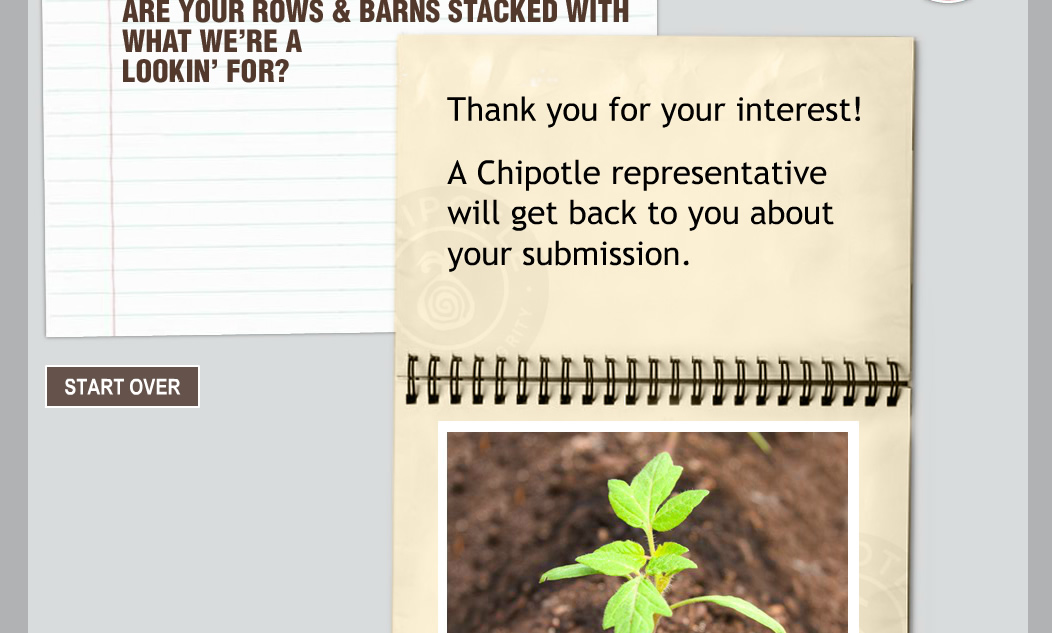 ARE YOUR ROWS & BARNS STACKED WITH
WHAT WE'RE A
LOOKIN' FOR?
Thank you for your interest!
A Chipotle representative
will get back to you about
your submission.
START OVER